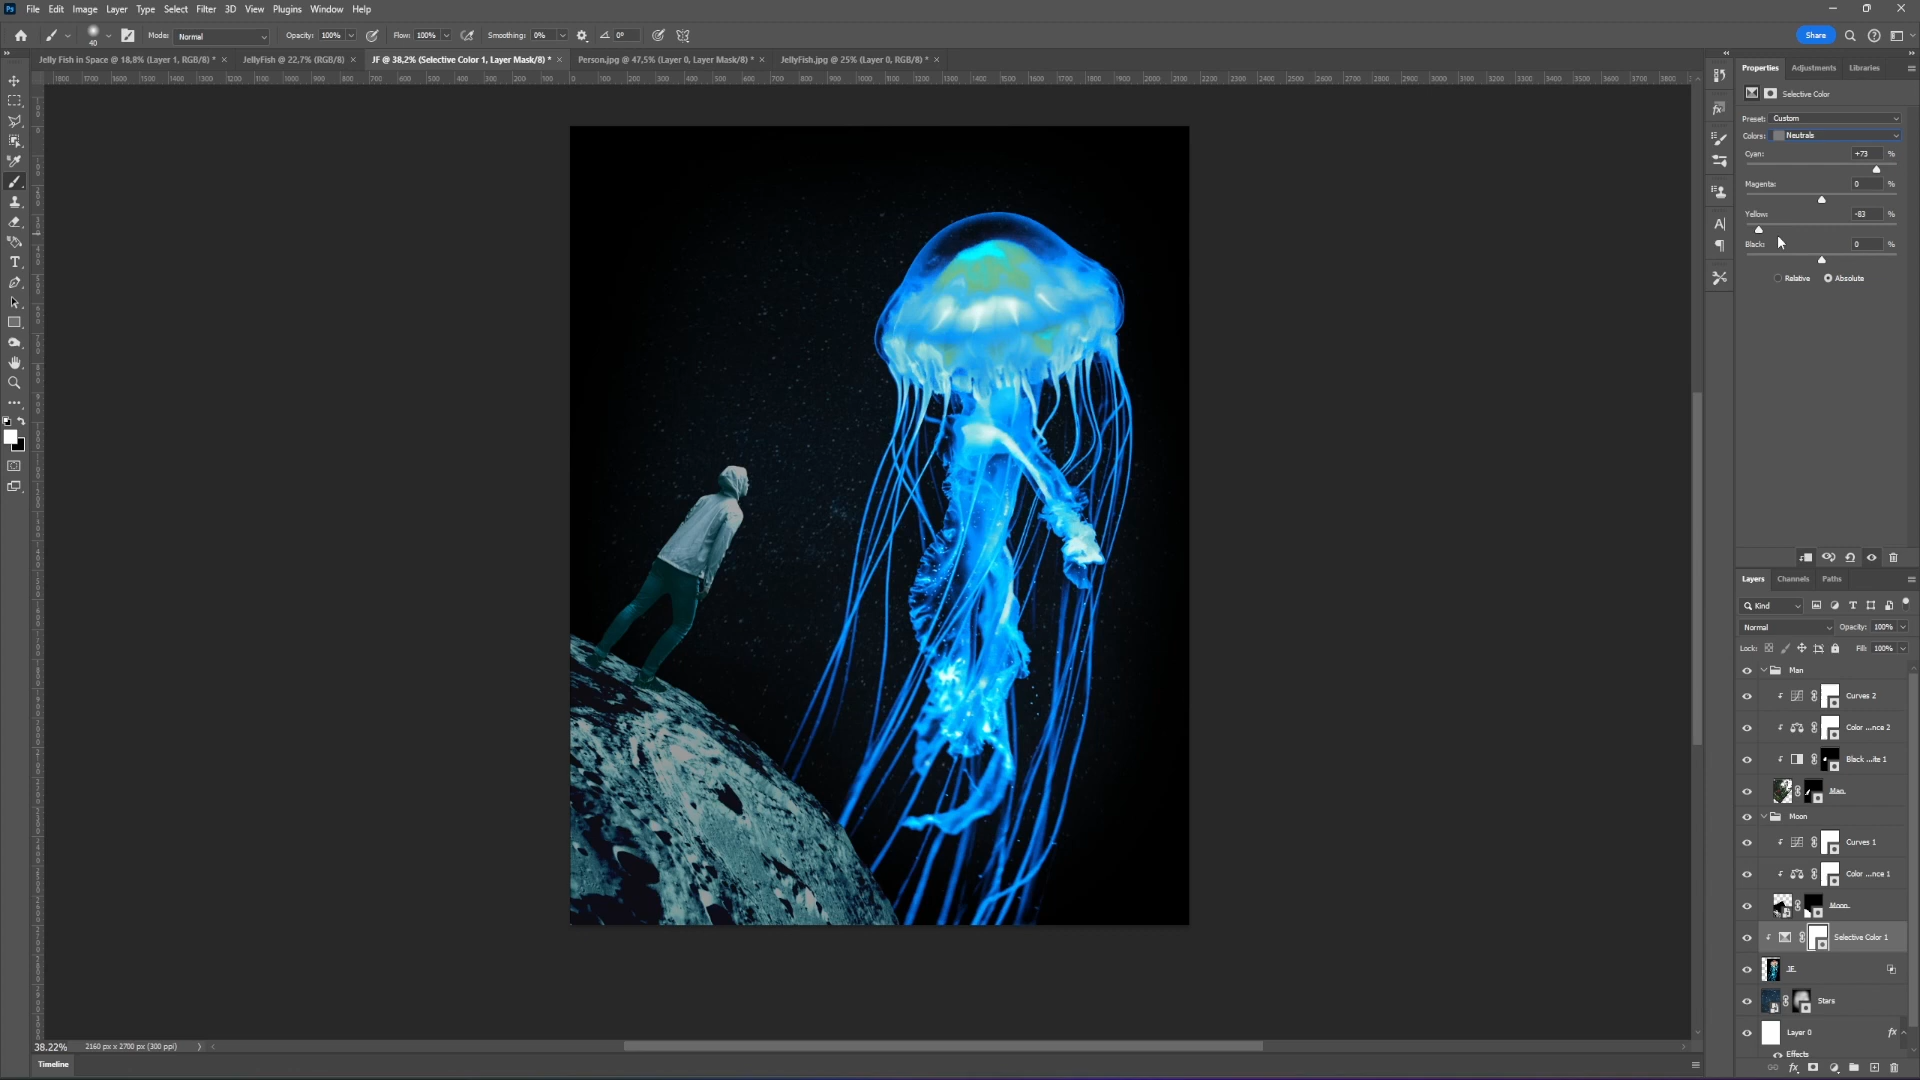 Ps File Edit Image Layer Type Select Filter 3D View Plugins Window Help
40 Mode: Normal Opacity: 100% Flow: 100% Smoothing: 0% 0° Share
Jelly Fish in Space @ 18,8% (Layer 1, RGB/8) * × JellyFish @ 22,7% (RGB/8) × JF @ 38,2% (Selective Color 1, Layer Mask/8) * × Person.jpg @ 47,5% (Layer 0, Layer Mask/8) * × JellyFish.jpg @ 25% (Layer 0, RGB/8) * ×
Properties Adjustments Libraries
Selective Color
Preset: Custom
Colors: Neutrals
Cyan: +73 %
Magenta: 0 %
Yellow: -83 %
Black: 0 %
Relative Absolute
Layers Channels Paths
Kind
Normal Opacity: 100%
Lock: Fill: 100%
Man
Curves 2
Color ...nce 2
Black ...ite 1
Man
Moon
Curves 1
Color ...nce 1
Moon
Selective Color 1
JF
Stars
Layer 0 fx
Effects
38.22% 2160 px x 2700 px (300 ppi)
Timeline